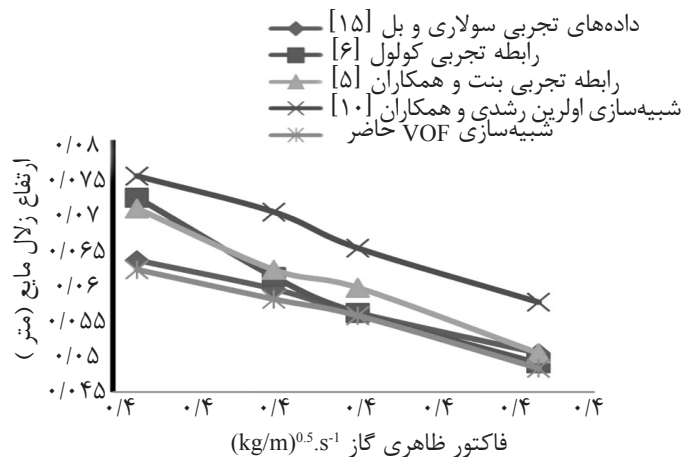 داده‌های تجربی سولاری و بل [۱۵]
رابطه تجربی کولول [۶]
رابطه تجربی بنت و همکاران [۵]
شبیه‌سازی اولرین رشدی و همکاران [۱۰]
شبیه‌سازی VOF حاضر
ارتفاع زلال مایع (متر )
۰/۰۸
۰/۰۷۵
۰/۰۷
۰/۰۶۵
۰/۰۶
۰/۰۵۵
۰/۰۵
۰/۰۴۵
۰/۴ ۰/۴ ۰/۴ ۰/۴ ۰/۴ ۰/۴ ۰/۴
فاکتور ظاهری گاز (kg/m)⁰·⁵.s⁻¹